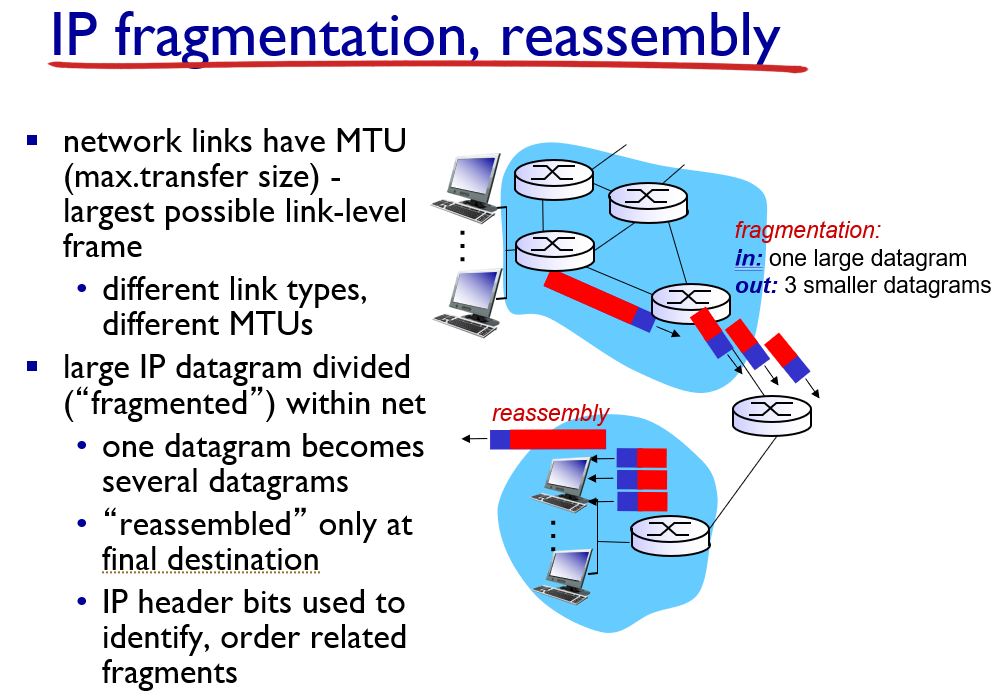 IP fragmentation, reassembly
network links have MTU
(max.transfer size) -
largest possible link-level
frame
• different link types,
different MTUs
large IP datagram divided
(“fragmented”) within net
• one datagram becomes
several datagrams
• “reassembled” only at
final destination
• IP header bits used to
identify, order related
fragments
fragmentation:
in: one large datagram
out: 3 smaller datagrams
reassembly